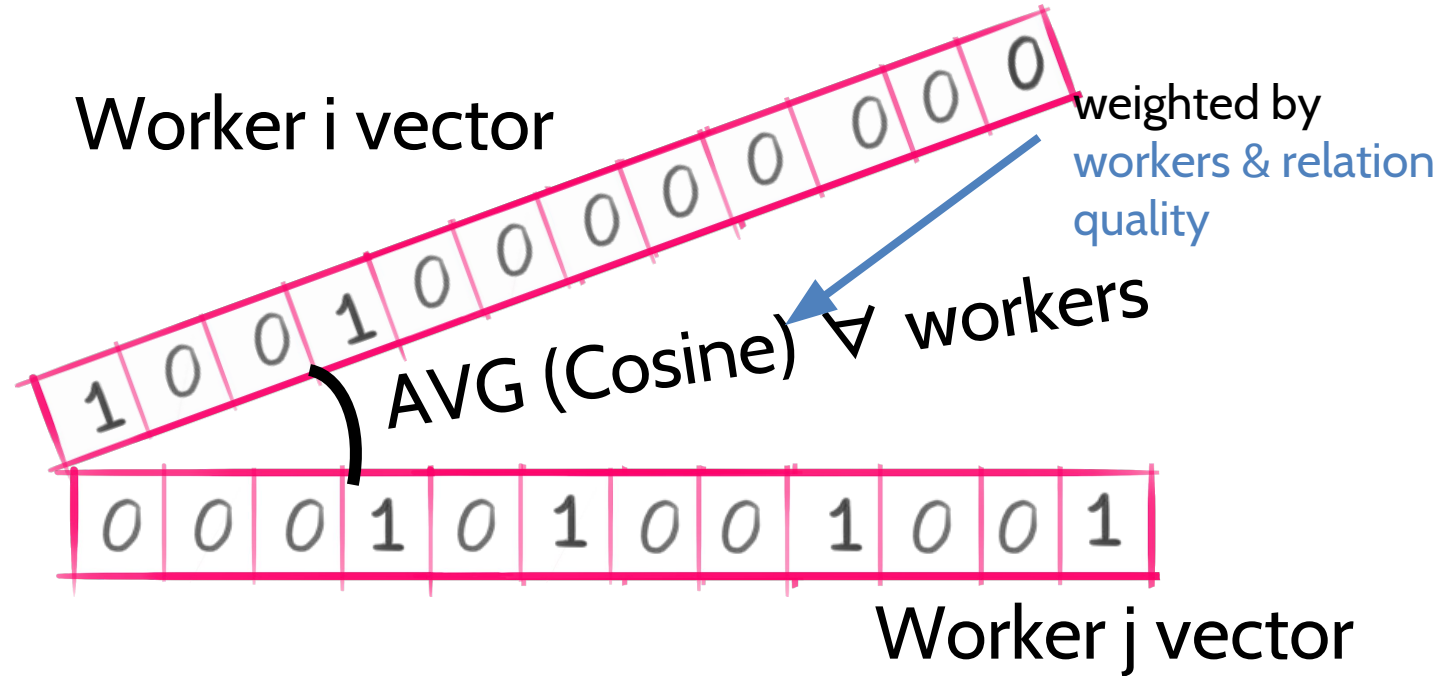 Worker i vector
1 0 0 1 0 0 0 0 0 0 0 0
weighted by
workers & relation
quality
AVG (Cosine) ∀ workers
0 0 0 1 0 1 0 0 1 0 0 1
Worker j vector